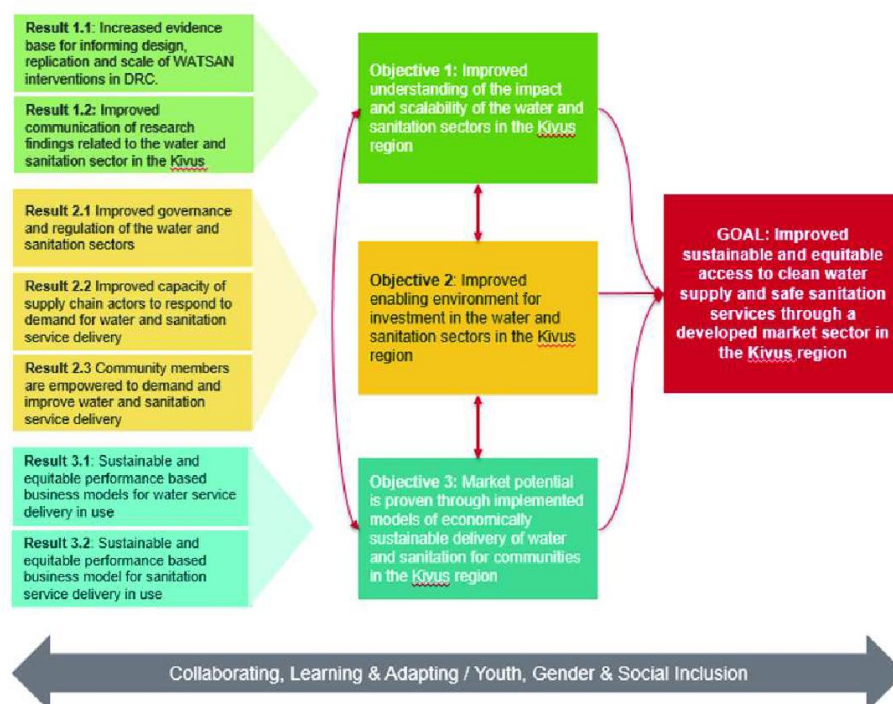 Result 1.1: Increased evidence
base for informing design,
replication and scale of WATSAN
interventions in DRC.
Result 1.2: Improved
communication of research
findings related to the water and
sanitation sector in the Kivus
Result 2.1 Improved governance
and regulation of the water and
sanitation sectors
Result 2.2 Improved capacity of
supply chain actors to respond to
demand for water and sanitation
service delivery
Result 2.3 Community members
are empowered to demand and
improve water and sanitation
service delivery
Result 3.1: Sustainable and
equitable performance based
business models for water service
delivery in use
Result 3.2: Sustainable and
equitable performance based
business model for sanitation
service delivery in use
Objective 1: Improved
understanding of the impact
and scalability of the water and
sanitation sectors in the Kivus
region
Objective 2: Improved
enabling environment for
investment in the water and
sanitation sectors in the Kivus
region
Objective 3: Market potential
is proven through implemented
models of economically
sustainable delivery of water
and sanitation for communities
in the Kivus region
GOAL: Improved
sustainable and equitable
access to clean water
supply and safe sanitation
services through a
developed market sector in
the Kivus region
Collaborating, Learning & Adapting / Youth, Gender & Social Inclusion